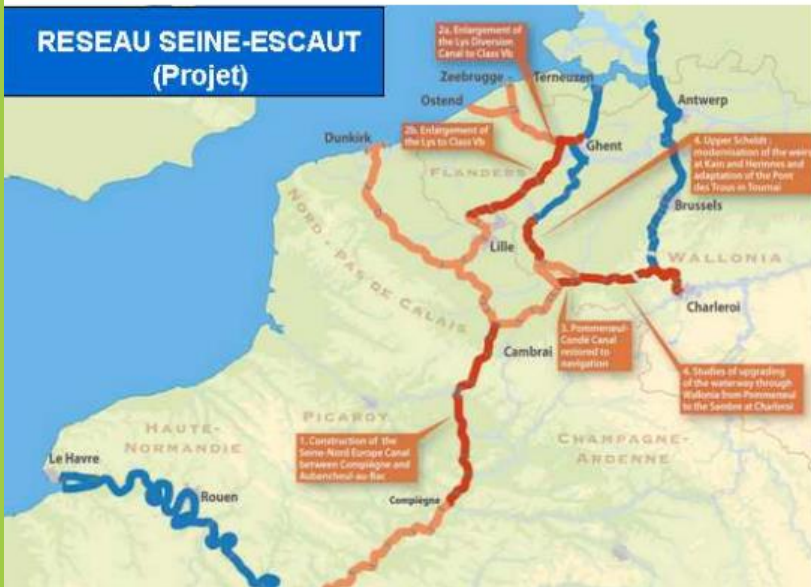 RESEAU SEINE-ESCAUT
(Projet)
2a. Enlargement of
the Lys Diversion
Canal to Class Vb
Zeebrugge
Terneuzen
Ostend
Antwerp
Dunkirk
2b. Enlargement of
the Lys to Class Vb
Ghent
4. Upper Scheldt :
modernisation of the weirs
at Kain and Herinnes and
adaptation of the Pont
des Trous in Tournai
FLANDERS
Brussels
Lille
NORD - PAS DE CALAIS
WALLONIA
Charleroi
3. Pommeroeul-
Condé Canal
restored to
navigation
Cambrai
4. Studies of upgrading
of the waterway through
Wallonia from Pommeroeul
to the Sambre at Charleroi
PICARDY
HAUTE-
NORMANDIE
1. Construction of the
Seine-Nord Europe Canal
between Compiègne and
Aubencheul-au-Bac
CHAMPAGNE-
ARDENNE
Le Havre
Rouen
Compiègne